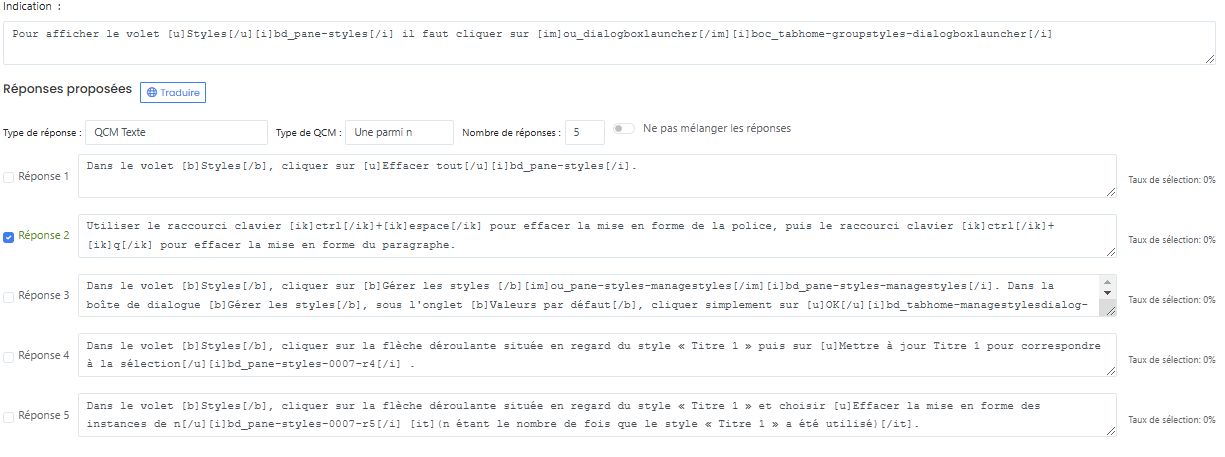 Indication :
Pour afficher le volet [u]Styles[/u][i]bd_pane-styles[/i] il faut cliquer sur [im]ou_dialogboxlauncher[/im][i]boc_tabhome-groupstyles-dialogboxlauncher[/i]
Réponses proposées Traduire
Type de réponse : QCM Texte Type de QCM : Une parmi n Nombre de réponses : 5 Ne pas mélanger les réponses
Réponse 1 Dans le volet [b]Styles[/b], cliquer sur [u]Effacer tout[/u][i]bd_pane-styles[/i]. Taux de sélection: 0%
Réponse 2 Utiliser le raccourci clavier [ik]ctrl[/ik]+[ik]espace[/ik] pour effacer la mise en forme de la police, puis le raccourci clavier [ik]ctrl[/ik]+
[ik]q[/ik] pour effacer la mise en forme du paragraphe. Taux de sélection: 0%
Réponse 3 Dans le volet [b]Styles[/b], cliquer sur [b]Gérer les styles [/b][im]ou_pane-styles-managestyles[/im][i]bd_pane-styles-managestyles[/i]. Dans la
boîte de dialogue [b]Gérer les styles[/b], sous l'onglet [b]Valeurs par défaut[/b], cliquer simplement sur [u]OK[/u][i]bd_tabhome-managestylesdialog- Taux de sélection: 0%
Réponse 4 Dans le volet [b]Styles[/b], cliquer sur la flèche déroulante située en regard du style « Titre 1 » puis sur [u]Mettre à jour Titre 1 pour correspondre
à la sélection[/u][i]bd_pane-styles-0007-r4[/i] . Taux de sélection: 0%
Réponse 5 Dans le volet [b]Styles[/b], cliquer sur la flèche déroulante située en regard du style « Titre 1 » et choisir [u]Effacer la mise en forme des
instances de n[/u][i]bd_pane-styles-0007-r5[/i] [it](n étant le nombre de fois que le style « Titre 1 » a été utilisé)[/it]. Taux de sélection: 0%